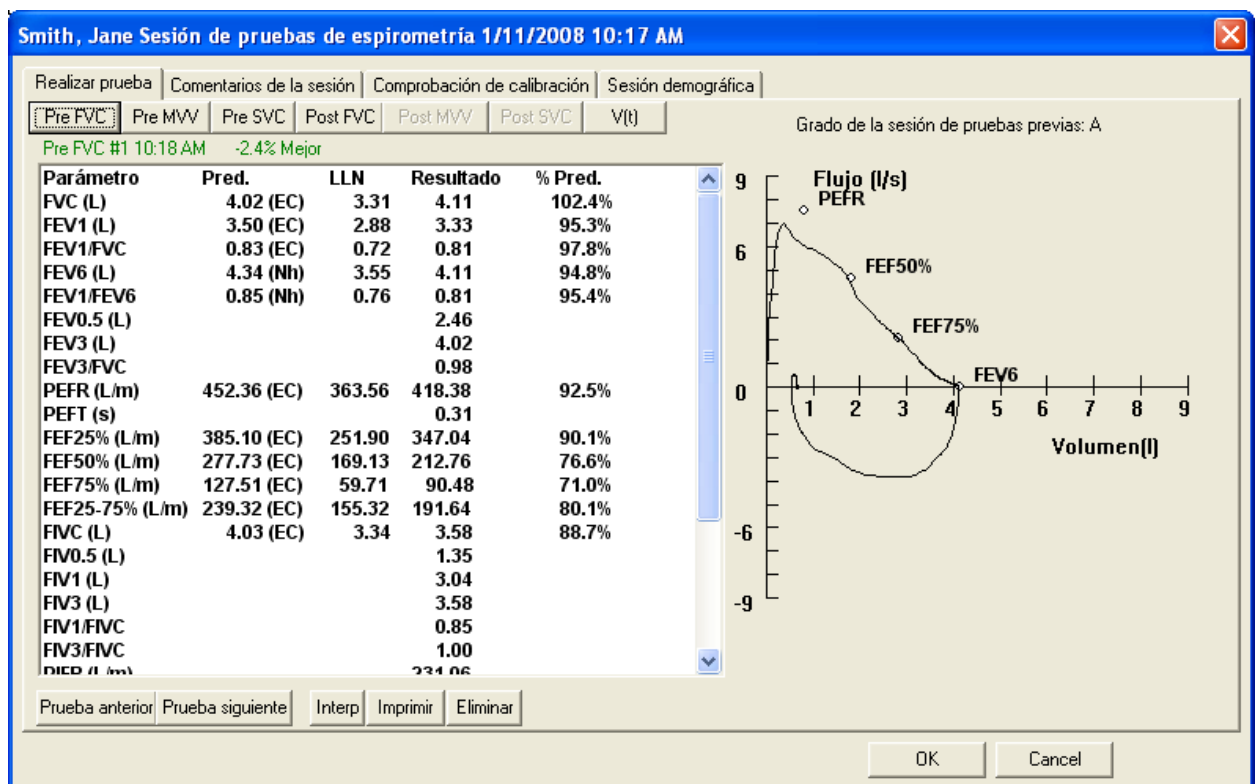 Smith, Jane Sesión de pruebas de espirometría 1/11/2008 10:17 AM
Realizar prueba Comentarios de la sesión Comprobación de calibración Sesión demográfica
Pre FVC Pre MVV Pre SVC Post FVC Post MVV Post SVC V(t)
Grado de la sesión de pruebas previas: A
Pre FVC #1 10:18 AM -2.4% Mejor
Parámetro Pred. LLN Resultado % Pred.
FVC (L) 4.02 (EC) 3.31 4.11 102.4%
FEV1 (L) 3.50 (EC) 2.88 3.33 95.3%
FEV1/FVC 0.83 (EC) 0.72 0.81 97.8%
FEV6 (L) 4.34 (Nh) 3.55 4.11 94.8%
FEV1/FEV6 0.85 (Nh) 0.76 0.81 95.4%
FEV0.5 (L) 2.46
FEV3 (L) 4.02
FEV3/FVC 0.98
PEFR (L/m) 452.36 (EC) 363.56 418.38 92.5%
PEFT (s) 0.31
FEF25% (L/m) 385.10 (EC) 251.90 347.04 90.1%
FEF50% (L/m) 277.73 (EC) 169.13 212.76 76.6%
FEF75% (L/m) 127.51 (EC) 59.71 90.48 71.0%
FEF25-75% (L/m) 239.32 (EC) 155.32 191.64 80.1%
FIVC (L) 4.03 (EC) 3.34 3.58 88.7%
FIV0.5 (L) 1.35
FIV1 (L) 3.04
FIV3 (L) 3.58
FIV1/FIVC 0.85
FIV3/FIVC 1.00
PIFR (L/m) 231.06
9 Flujo (l/s)
PEFR
6
FEF50%
FEF75%
FEV6
0
1 2 3 4 5 6 7 8 9
Volumen(l)
-6
-9
Prueba anterior Prueba siguiente Interp Imprimir Eliminar
OK Cancel